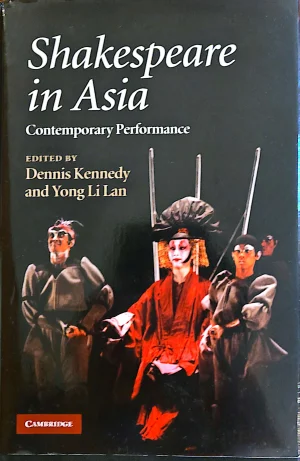 Shakespeare
in Asia
Contemporary Performance
EDITED BY
Dennis Kennedy
and Yong Li Lan
CAMBRIDGE